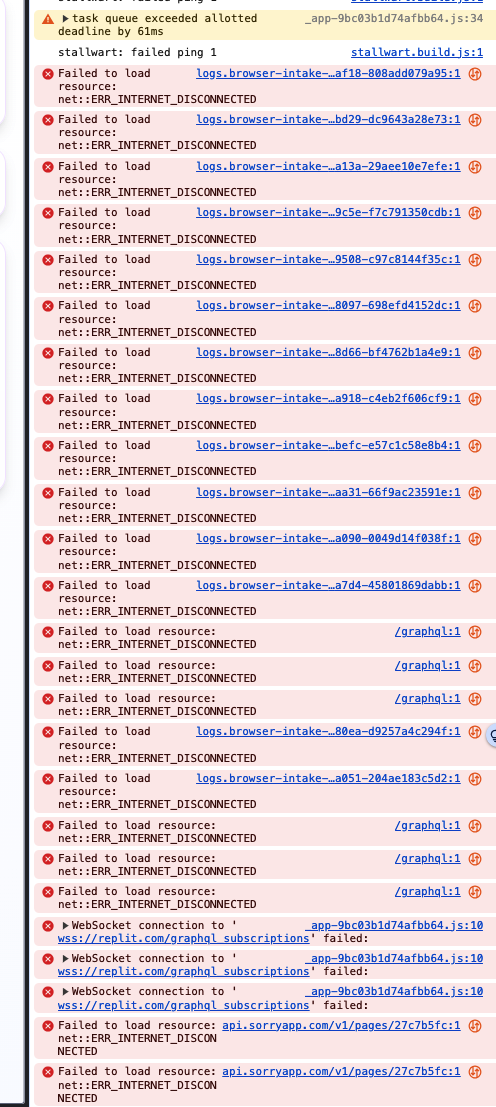 task queue exceeded allotted _app-9bc03b1d74afbb64.js:34
deadline by 61ms
stallwart: failed ping 1 stallwart.build.js:1
Failed to load logs.browser-intake-…af18-808add079a95:1
resource:
net::ERR_INTERNET_DISCONNECTED
Failed to load logs.browser-intake-…bd29-dc9643a28e73:1
resource:
net::ERR_INTERNET_DISCONNECTED
Failed to load logs.browser-intake-…a13a-29aee10e7efe:1
resource:
net::ERR_INTERNET_DISCONNECTED
Failed to load logs.browser-intake-…9c5e-f7c791350cdb:1
resource:
net::ERR_INTERNET_DISCONNECTED
Failed to load logs.browser-intake-…9508-c97c8144f35c:1
resource:
net::ERR_INTERNET_DISCONNECTED
Failed to load logs.browser-intake-…8097-698efd4152dc:1
resource:
net::ERR_INTERNET_DISCONNECTED
Failed to load logs.browser-intake-…8d66-bf4762b1a4e9:1
resource:
net::ERR_INTERNET_DISCONNECTED
Failed to load logs.browser-intake-…a918-c4eb2f606cf9:1
resource:
net::ERR_INTERNET_DISCONNECTED
Failed to load logs.browser-intake-…befc-e57c1c58e8b4:1
resource:
net::ERR_INTERNET_DISCONNECTED
Failed to load logs.browser-intake-…aa31-66f9ac23591e:1
resource:
net::ERR_INTERNET_DISCONNECTED
Failed to load logs.browser-intake-…a090-0049d14f038f:1
resource:
net::ERR_INTERNET_DISCONNECTED
Failed to load logs.browser-intake-…a7d4-45801869dabb:1
resource:
net::ERR_INTERNET_DISCONNECTED
Failed to load resource: /graphql:1
net::ERR_INTERNET_DISCONNECTED
Failed to load resource: /graphql:1
net::ERR_INTERNET_DISCONNECTED
Failed to load resource: /graphql:1
net::ERR_INTERNET_DISCONNECTED
Failed to load logs.browser-intake-…80ea-d9257a4c294f:1
resource:
net::ERR_INTERNET_DISCONNECTED
Failed to load logs.browser-intake-…a051-204ae183c5d2:1
resource:
net::ERR_INTERNET_DISCONNECTED
Failed to load resource: /graphql:1
net::ERR_INTERNET_DISCONNECTED
Failed to load resource: /graphql:1
net::ERR_INTERNET_DISCONNECTED
Failed to load resource: /graphql:1
net::ERR_INTERNET_DISCONNECTED
WebSocket connection to ' _app-9bc03b1d74afbb64.js:10
wss://replit.com/graphql_subscriptions' failed:
WebSocket connection to ' _app-9bc03b1d74afbb64.js:10
wss://replit.com/graphql_subscriptions' failed:
WebSocket connection to ' _app-9bc03b1d74afbb64.js:10
wss://replit.com/graphql_subscriptions' failed:
Failed to load resource: api.sorryapp.com/v1/pages/27c7b5fc:1
net::ERR_INTERNET_DISCON
NECTED
Failed to load resource: api.sorryapp.com/v1/pages/27c7b5fc:1
net::ERR_INTERNET_DISCON
NECTED